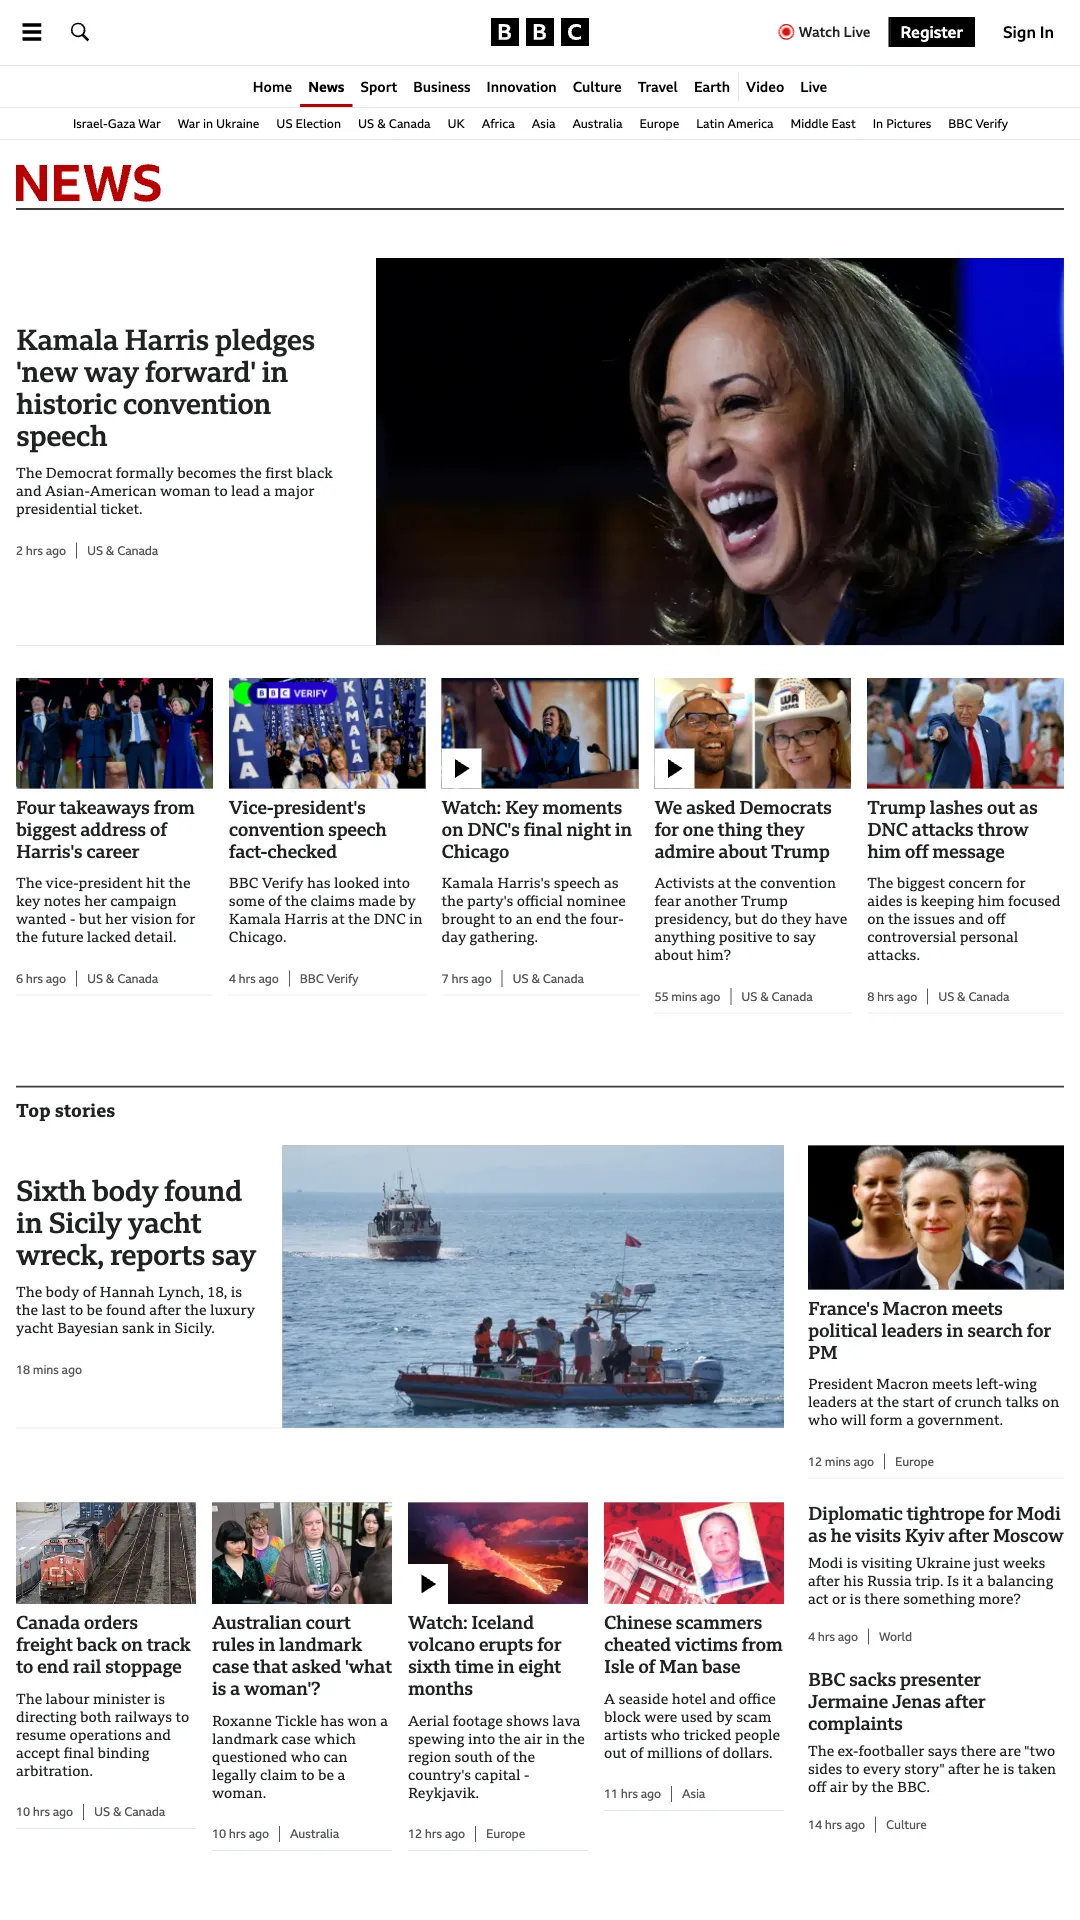 BBC
Watch Live
Register
Sign In
Home
News
Sport
Business
Innovation
Culture
Travel
Earth
Video
Live
Israel-Gaza War
War in Ukraine
US Election
US & Canada
UK
Africa
Asia
Australia
Europe
Latin America
Middle East
In Pictures
BBC Verify
NEWS
Kamala Harris pledges
'new way forward' in
historic convention
speech
The Democrat formally becomes the first black
and Asian-American woman to lead a major
presidential ticket.
2 hrs ago
US & Canada
Four takeaways from
biggest address of
Harris's career
The vice-president hit the
key notes her campaign
wanted - but her vision for
the future lacked detail.
6 hrs ago
US & Canada
BBC VERIFY
ALA
KAMALA
Vice-president's
convention speech
fact-checked
BBC Verify has looked into
some of the claims made by
Kamala Harris at the DNC in
Chicago.
4 hrs ago
BBC Verify
Watch: Key moments
on DNC's final night in
Chicago
Kamala Harris's speech as
the party's official nominee
brought to an end the four-
day gathering.
7 hrs ago
US & Canada
WA
DEMS
We asked Democrats
for one thing they
admire about Trump
Activists at the convention
fear another Trump
presidency, but do they have
anything positive to say
about him?
55 mins ago
US & Canada
Trump lashes out as
DNC attacks throw
him off message
The biggest concern for
aides is keeping him focused
on the issues and off
controversial personal
attacks.
8 hrs ago
US & Canada
Top stories
Sixth body found
in Sicily yacht
wreck, reports say
The body of Hannah Lynch, 18, is
the last to be found after the luxury
yacht Bayesian sank in Sicily.
18 mins ago
France's Macron meets
political leaders in search for
PM
President Macron meets left-wing
leaders at the start of crunch talks on
who will form a government.
12 mins ago
Europe
Diplomatic tightrope for Modi
as he visits Kyiv after Moscow
Modi is visiting Ukraine just weeks
after his Russia trip. Is it a balancing
act or is there something more?
4 hrs ago
World
BBC sacks presenter
Jermaine Jenas after
complaints
The ex-footballer says there are "two
sides to every story" after he is taken
off air by the BBC.
14 hrs ago
Culture
CN
Canada orders
freight back on track
to end rail stoppage
The labour minister is
directing both railways to
resume operations and
accept final binding
arbitration.
10 hrs ago
US & Canada
Australian court
rules in landmark
case that asked 'what
is a woman'?
Roxanne Tickle has won a
landmark case which
questioned who can
legally claim to be a
woman.
10 hrs ago
Australia
Watch: Iceland
volcano erupts for
sixth time in eight
months
Aerial footage shows lava
spewing into the air in the
region south of the
country's capital -
Reykjavik.
12 hrs ago
Europe
Chinese scammers
cheated victims from
Isle of Man base
A seaside hotel and office
block were used by scam
artists who tricked people
out of millions of dollars.
11 hrs ago
Asia